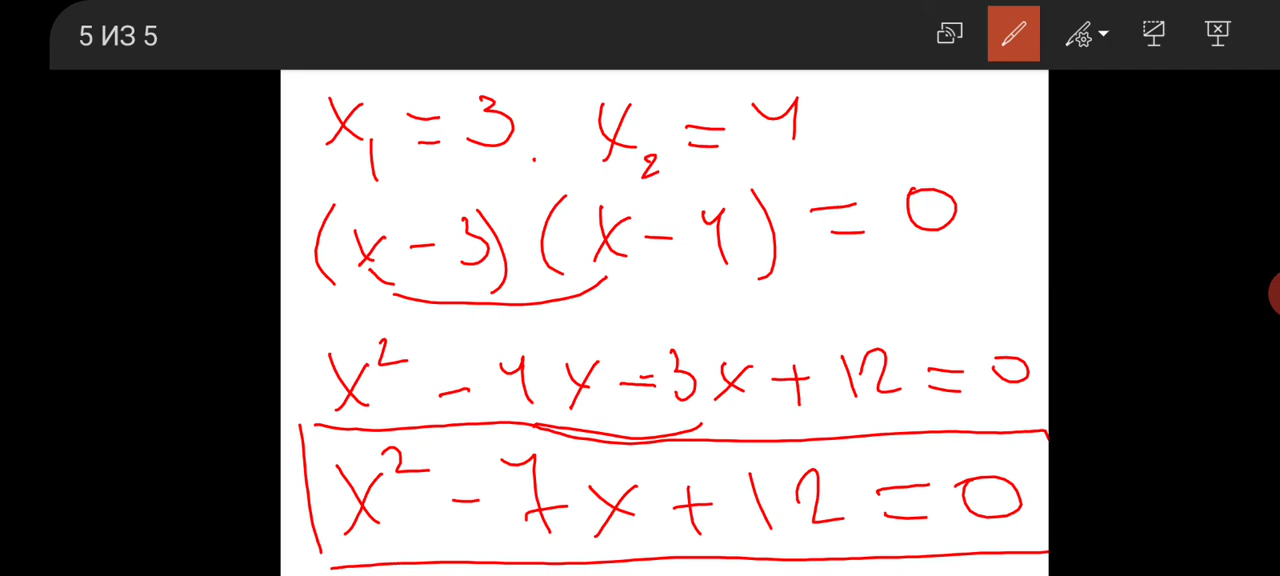 5 ИЗ 5
x₁ = 3. x₂ = 4
(x - 3)(x - 4) = 0
x² - 4x = 3x + 12 = 0
x² - 7x + 12 = 0